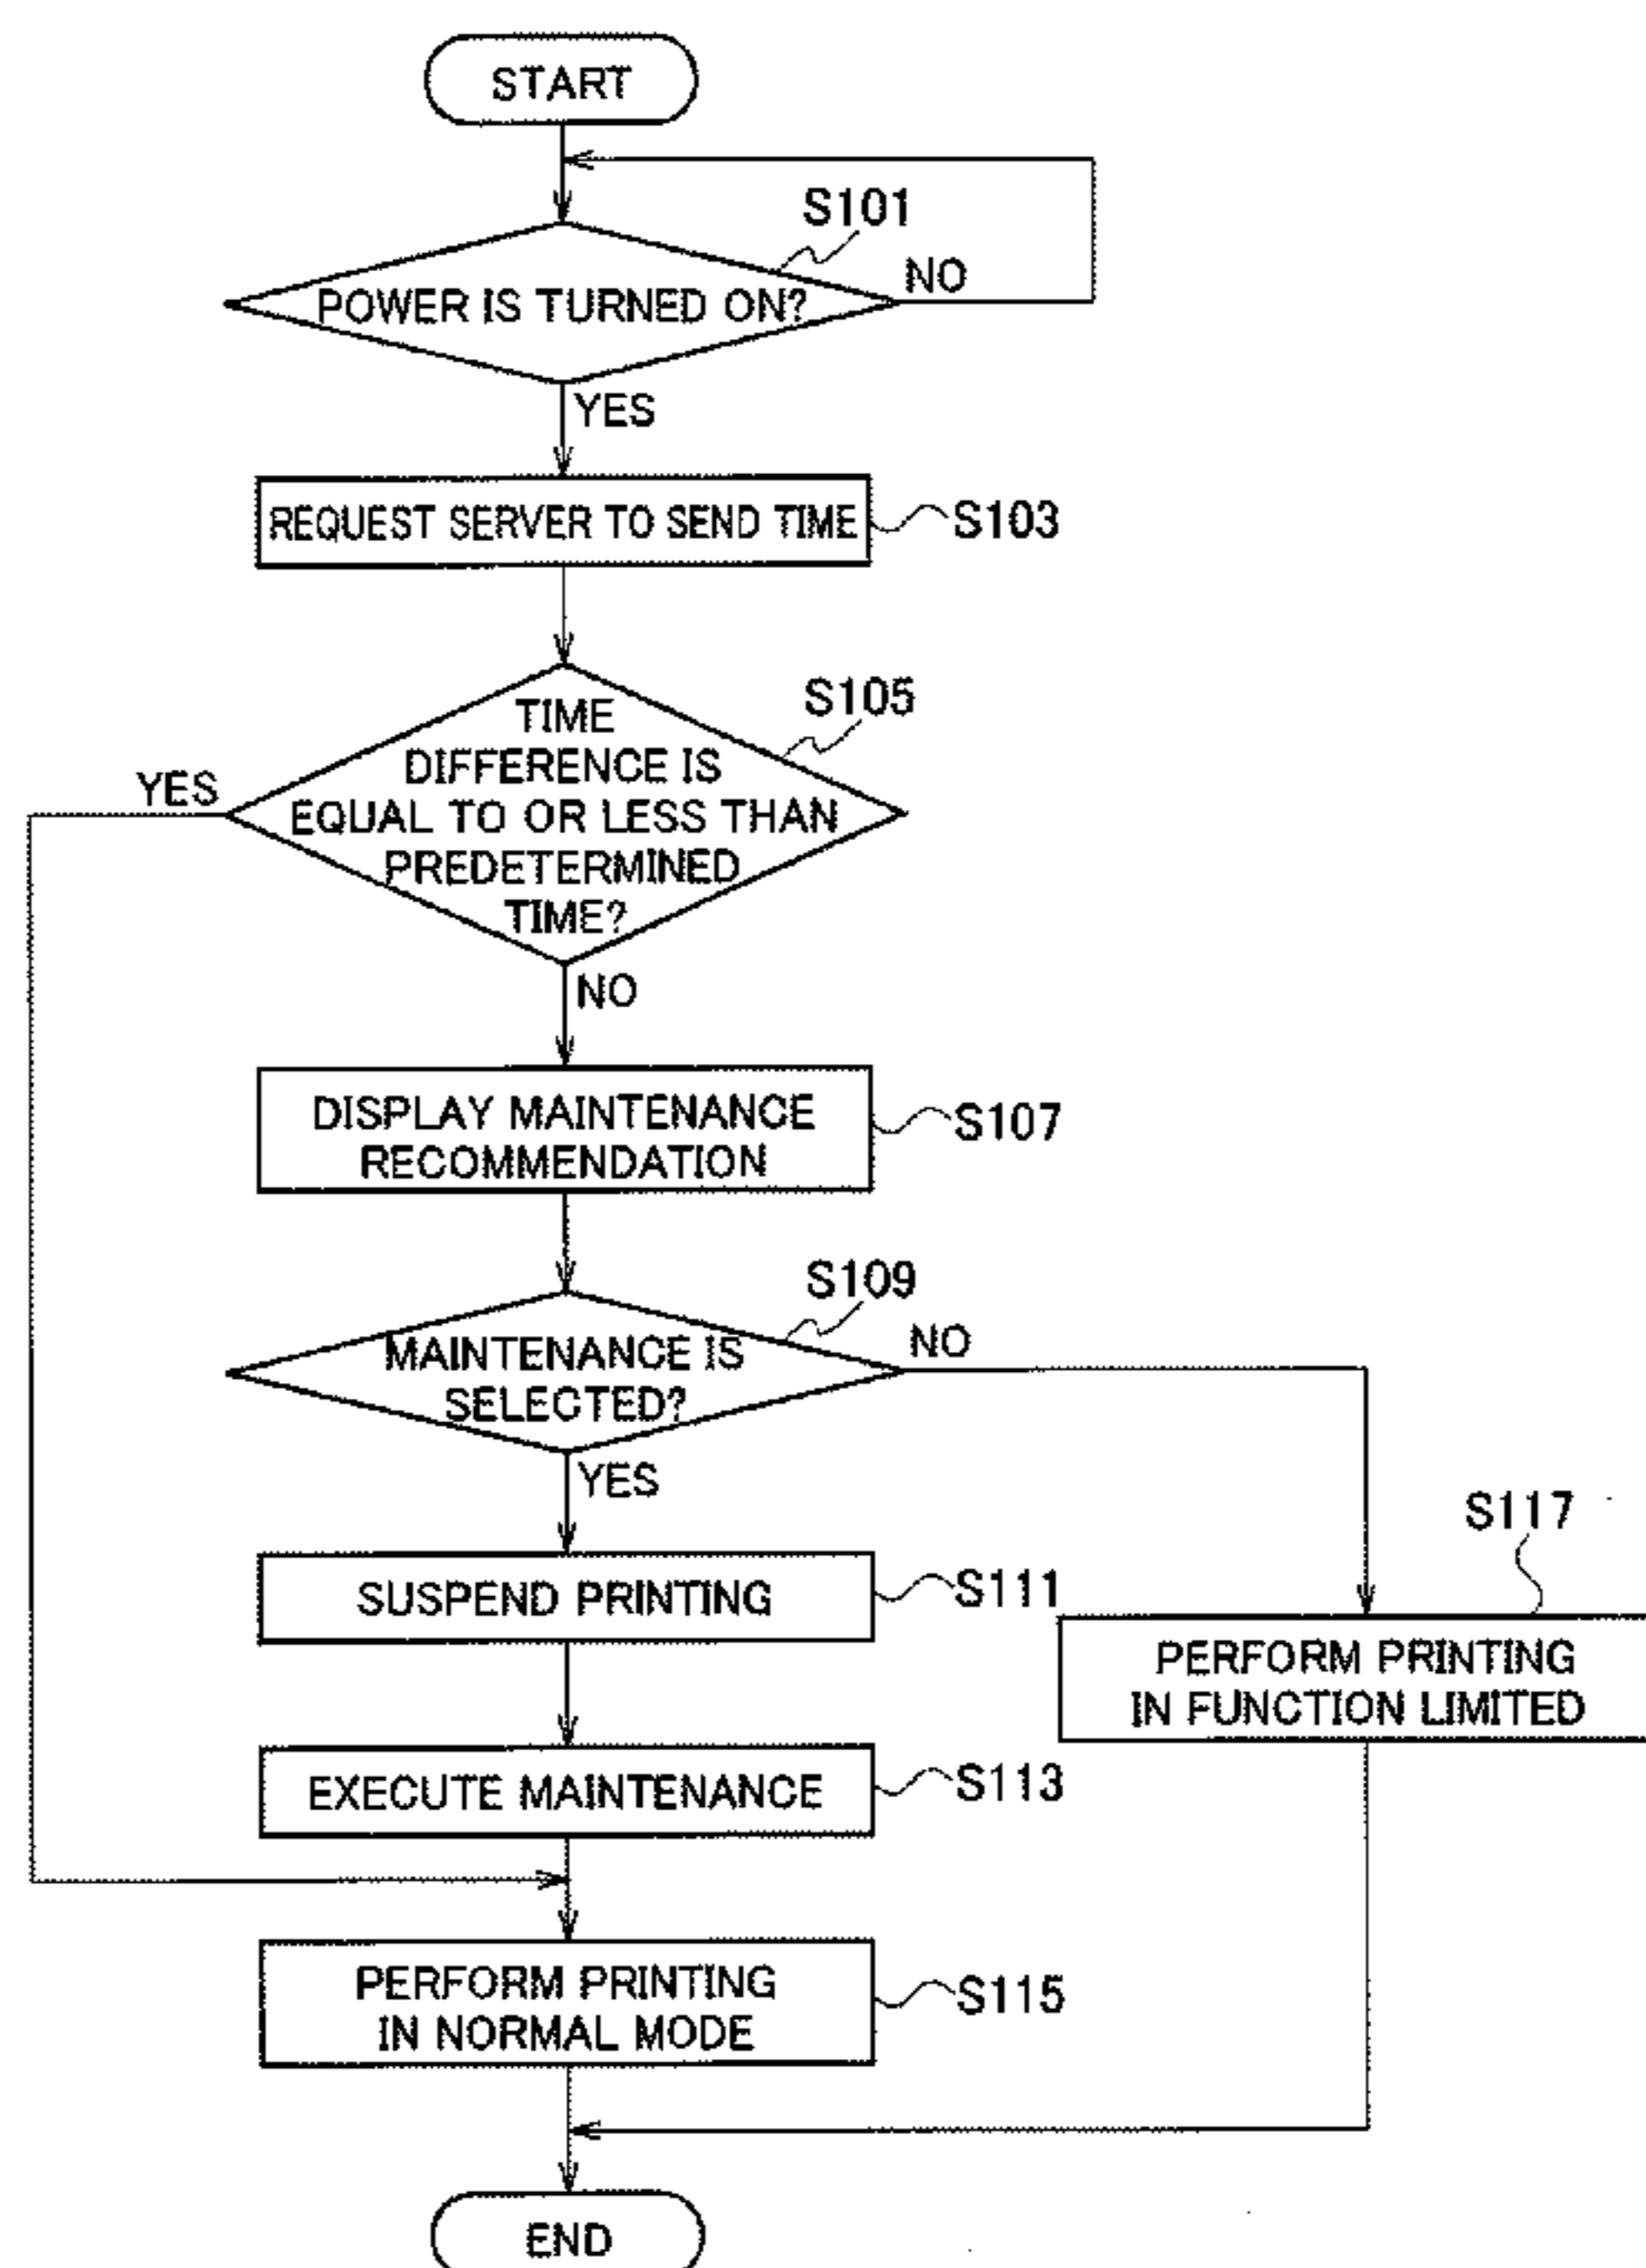 START
S101
NO
POWER IS TURNED ON?
YES
REQUEST SERVER TO SEND TIME
S103
S105
TIME
DIFFERENCE IS
YES
EQUAL TO OR LESS THAN
PREDETERMINED
TIME?
NO
DISPLAY MAINTENANCE
RECOMMENDATION
S107
S109
NO
MAINTENANCE IS
SELECTED?
YES
SUSPEND PRINTING
S111
S117
PERFORM PRINTING
IN FUNCTION LIMITED
EXECUTE MAINTENANCE
S113
PERFORM PRINTING
IN NORMAL MODE
S115
END